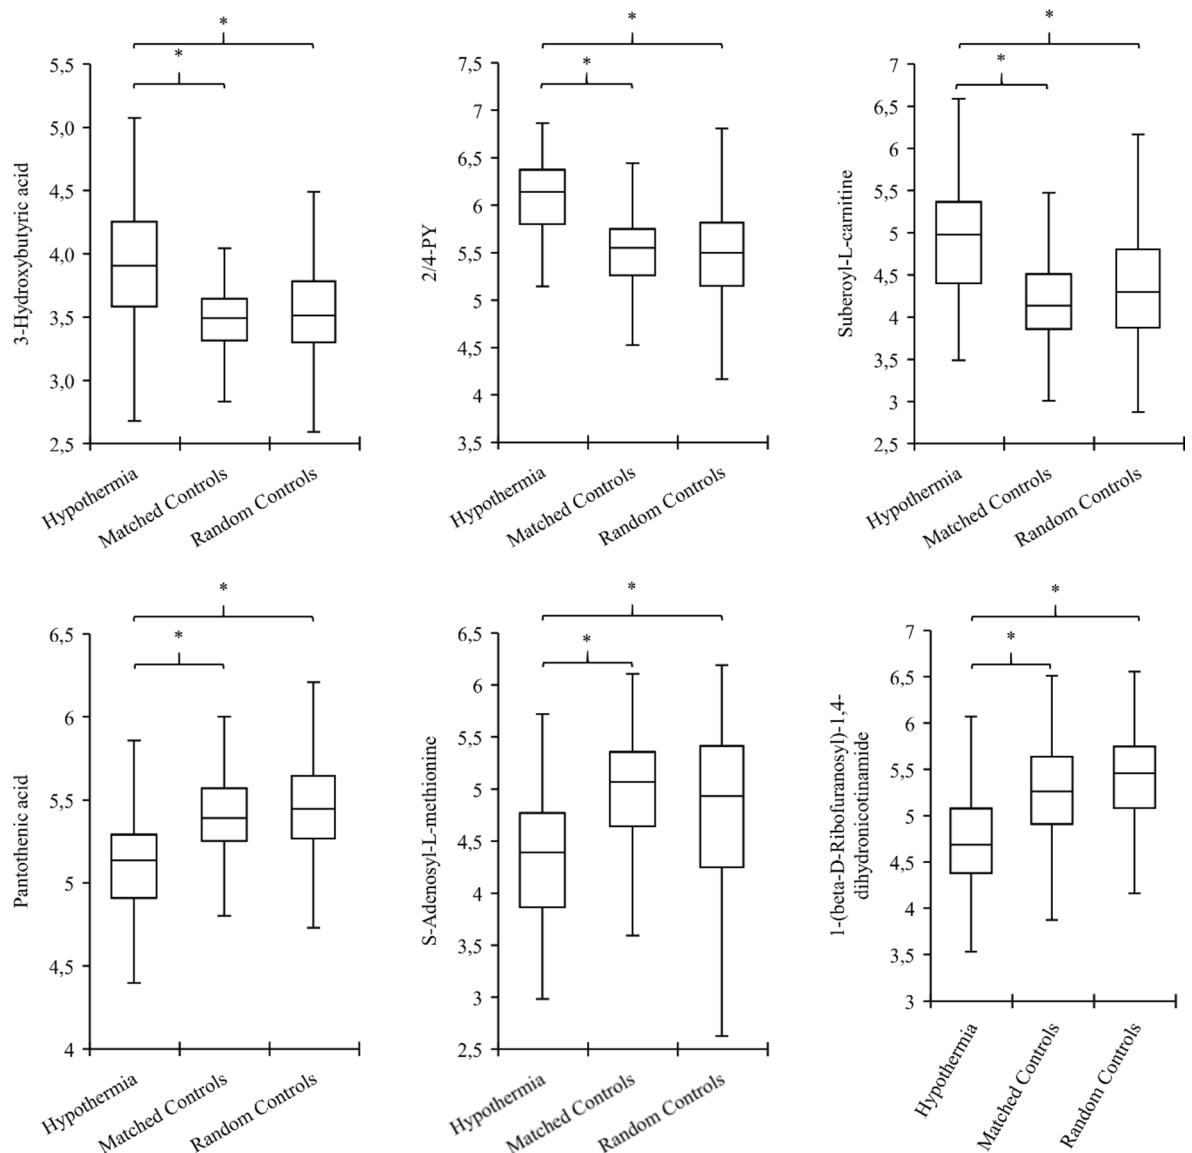 *
*
5,5
5,0
4,5
4,0
3,5
3,0
2,5
3-Hydroxybutyric acid
Hypothermia
Matched Controls
Random Controls
*
*
7,5
7
6,5
6
5,5
5
4,5
4
3,5
2/4-PY
Hypothermia
Matched Controls
Random Controls
*
*
7
6,5
6
5,5
5
4,5
4
3,5
3
2,5
Suberoyl-L-carnitine
Hypothermia
Matched Controls
Random Controls
*
*
6,5
6
5,5
5
4,5
4
Pantothenic acid
Hypothermia
Matched Controls
Random Controls
*
*
6,5
6
5,5
5
4,5
4
3,5
3
2,5
S-Adenosyl-L-methionine
Hypothermia
Matched Controls
Random Controls
*
*
7
6,5
6
5,5
5
4,5
4
3,5
3
1-(beta-D-Ribofuranosyl)-1,4-
dihydronicotinamide
Hypothermia
Matched Controls
Random Controls